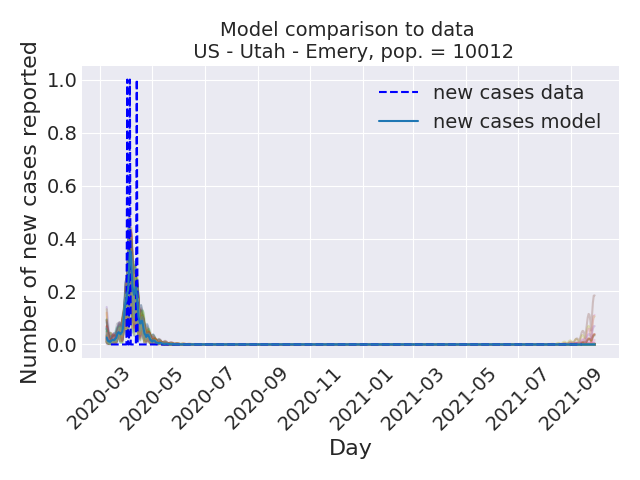 Model comparison to data
US - Utah - Emery, pop. = 10012
Number of new cases reported
1.0
0.8
0.6
0.4
0.2
0.0
new cases data
new cases model
2020-03
2020-05
2020-07
2020-09
2020-11
2021-01
2021-03
2021-05
2021-07
2021-09
Day